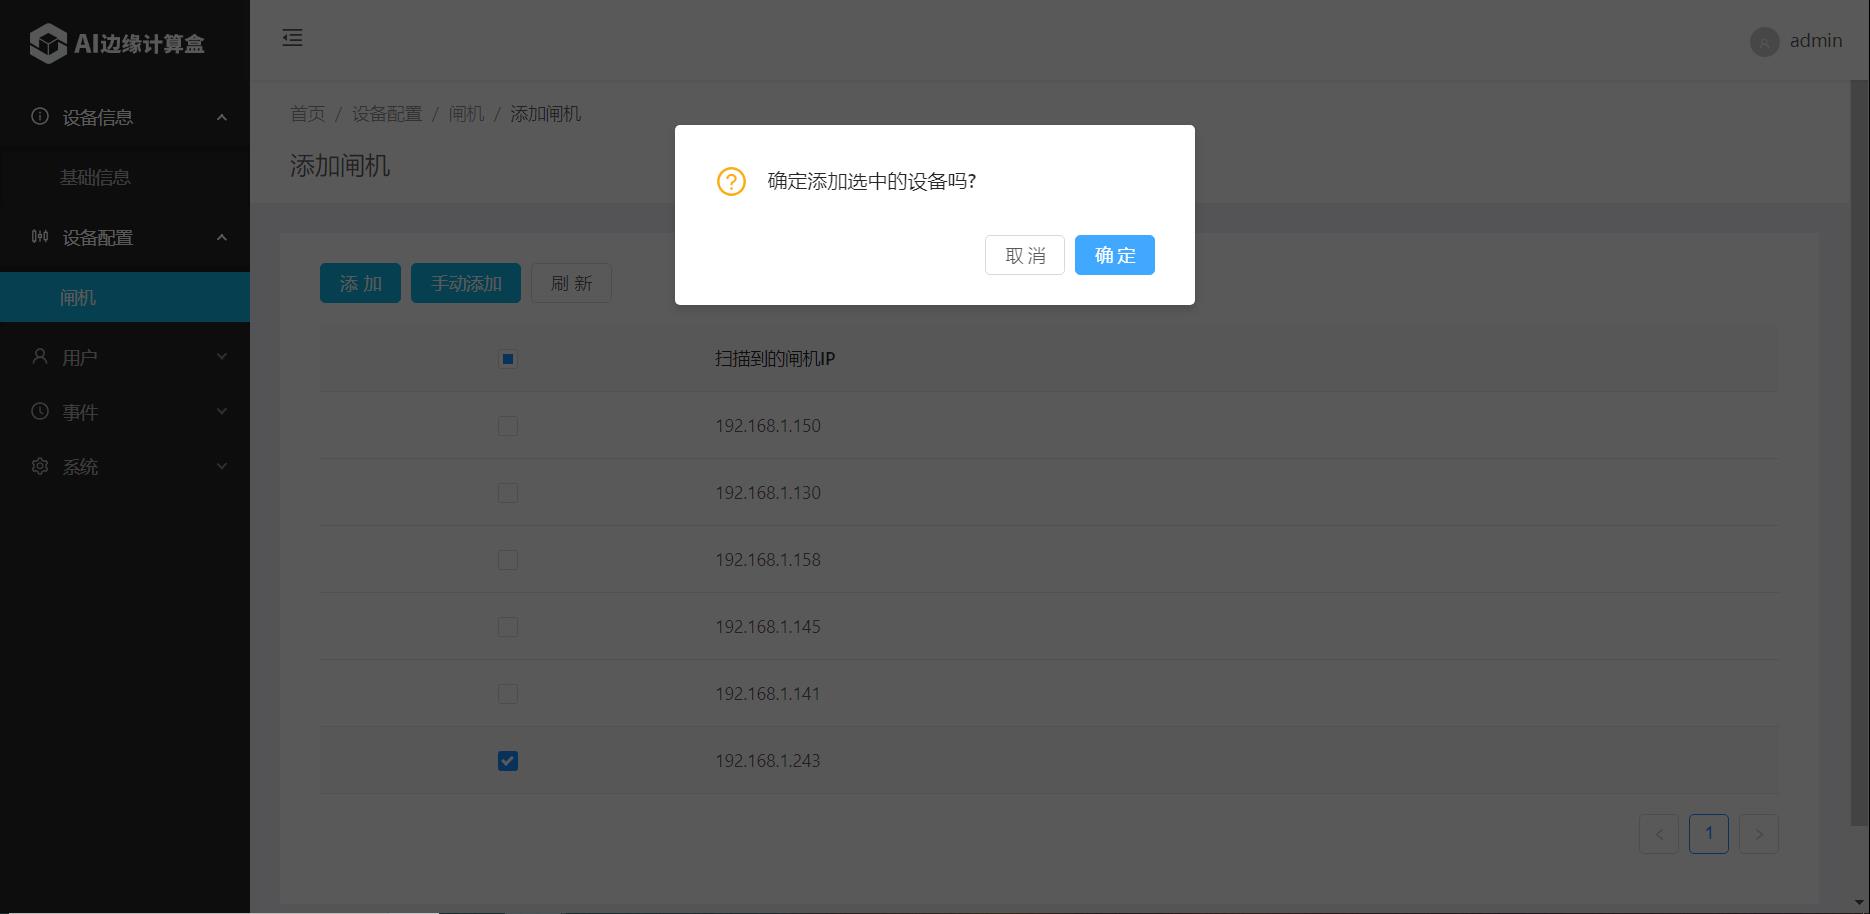 AI边缘计算盒
admin
设备信息
基础信息
设备配置
闸机
用户
事件
系统
首页 / 设备配置 / 闸机 / 添加闸机
添加闸机
确定添加选中的设备吗?
取 消
确 定
添 加
手动添加
刷 新
扫描到的闸机IP
192.168.1.150
192.168.1.130
192.168.1.158
192.168.1.145
192.168.1.141
192.168.1.243
< 1 >